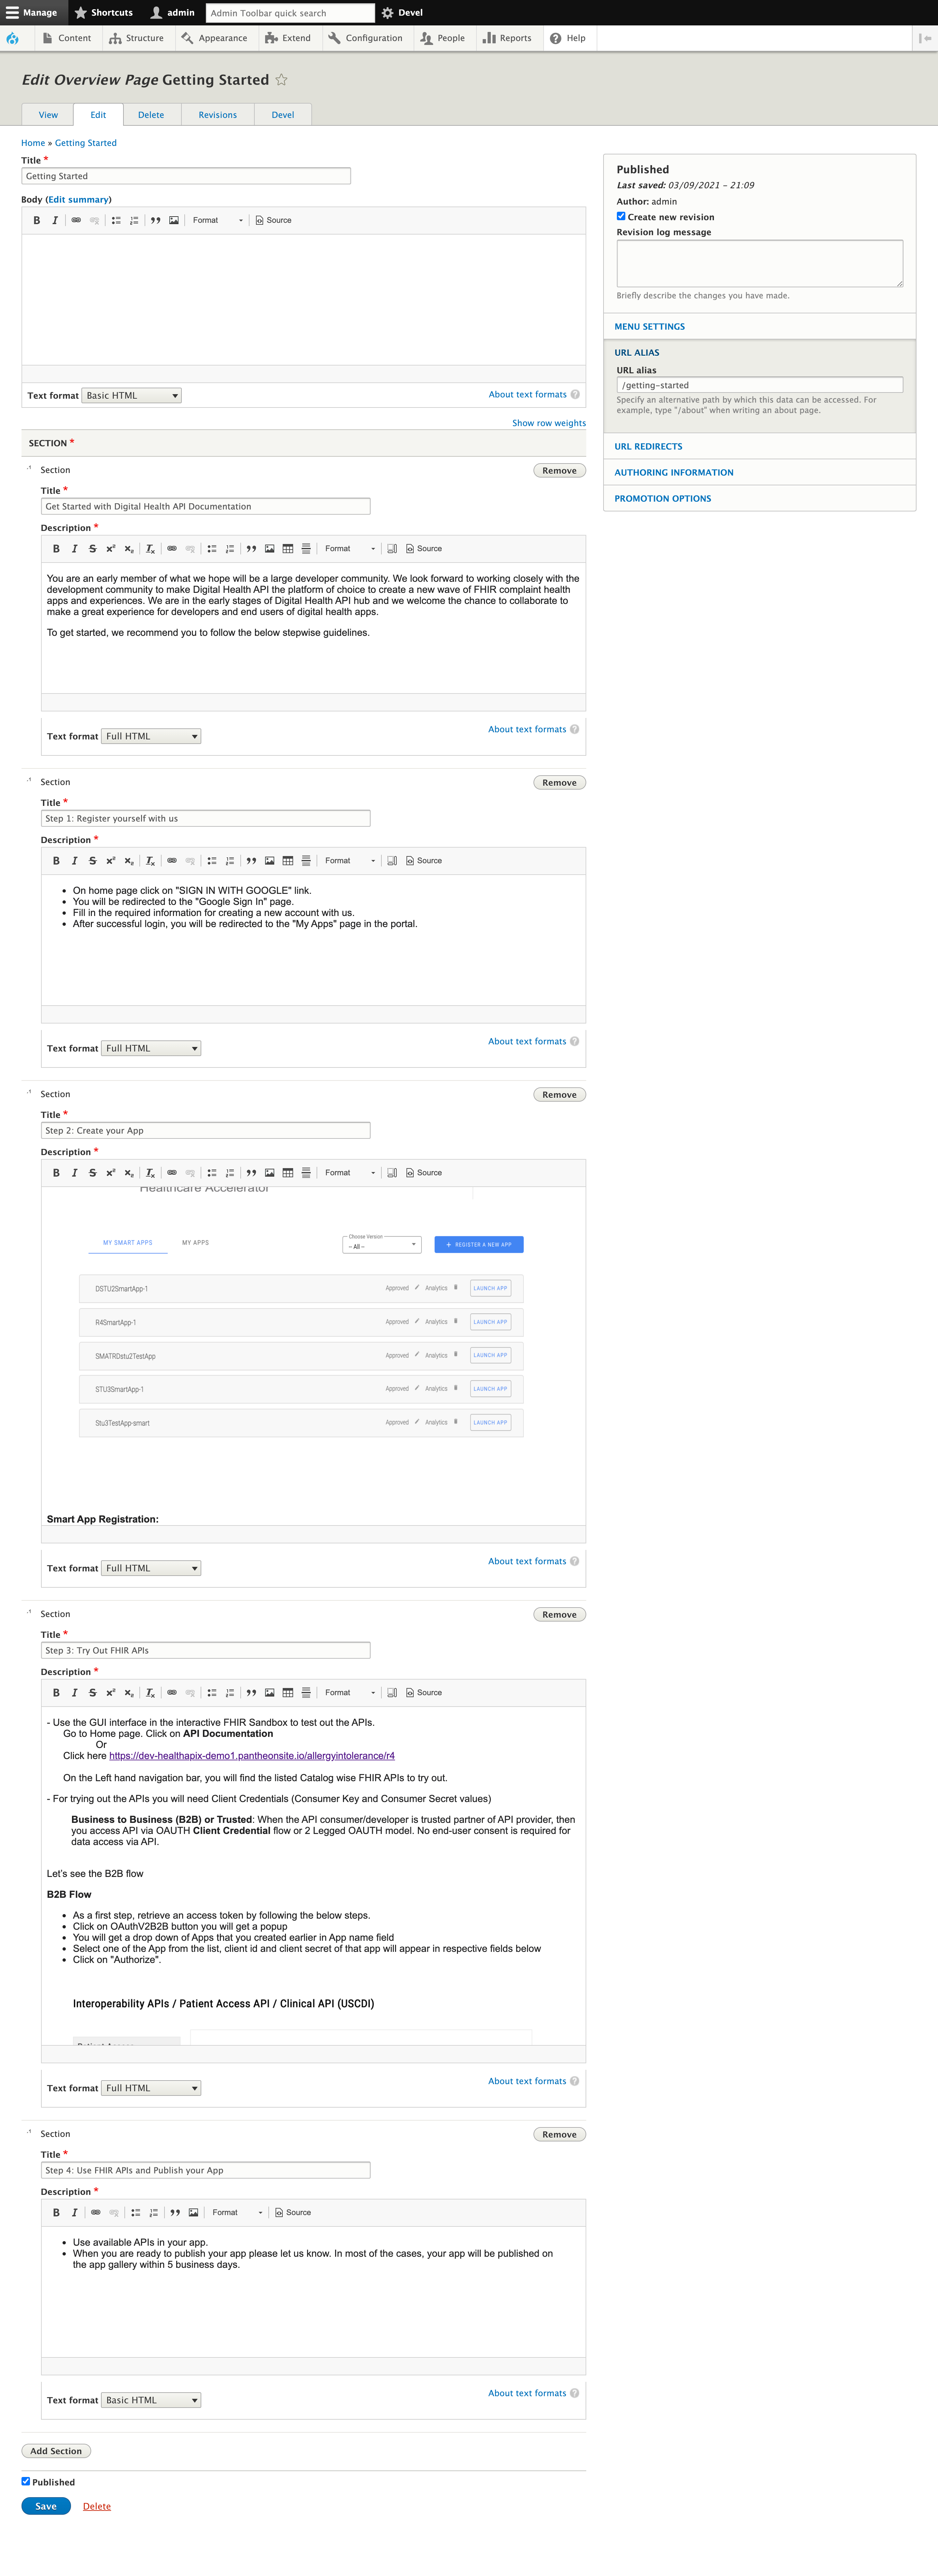 Manage Shortcuts admin Admin Toolbar quick search Devel
Content Structure Appearance Extend Configuration People Reports Help
Edit Overview Page Getting Started
View Edit Delete Revisions Devel
Home » Getting Started
Title *
Getting Started
Body (Edit summary)
B I Format Source
Text format Basic HTML About text formats ?
Show row weights
Published
Last saved: 03/09/2021 - 21:09
Author: admin
Create new revision
Revision log message
Briefly describe the changes you have made.
MENU SETTINGS
URL ALIAS
URL alias
/getting-started
Specify an alternative path by which this data can be accessed. For
example, type "/about" when writing an about page.
URL REDIRECTS
AUTHORING INFORMATION
PROMOTION OPTIONS
SECTION *
Section Remove
Title *
Get Started with Digital Health API Documentation
Description *
B I S x² x₂ Tx Format Source
You are an early member of what we hope will be a large developer community. We look forward to working closely with the
development community to make Digital Health API the platform of choice to create a new wave of FHIR complaint health
apps and experiences. We are in the early stages of Digital Health API hub and we welcome the chance to collaborate to
make a great experience for developers and end users of digital health apps.
To get started, we recommend you to follow the below stepwise guidelines.
Text format Full HTML About text formats ?
Section Remove
Title *
Step 1: Register yourself with us
Description *
B I S x² x₂ Tx Format Source
• On home page click on "SIGN IN WITH GOOGLE" link.
• You will be redirected to the "Google Sign In" page.
• Fill in the required information for creating a new account with us.
• After successful login, you will be redirected to the "My Apps" page in the portal.
Text format Full HTML About text formats ?
Section Remove
Title *
Step 2: Create your App
Description *
B I S x² x₂ Tx Format Source
Healthcare Accelerator
MY SMART APPS MY APPS Choose Version -- All -- + REGISTER A NEW APP
DSTU2SmartApp-1 Approved Analytics LAUNCH APP
R4SmartApp-1 Approved Analytics LAUNCH APP
SMATRDstu2TestApp Approved Analytics LAUNCH APP
STU3SmartApp-1 Approved Analytics LAUNCH APP
Stu3TestApp-smart Approved Analytics LAUNCH APP
Smart App Registration:
Text format Full HTML About text formats ?
Section Remove
Title *
Step 3: Try Out FHIR APIs
Description *
B I S x² x₂ Tx Format Source
- Use the GUI interface in the interactive FHIR Sandbox to test out the APIs.
Go to Home page. Click on API Documentation
Or
Click here https://dev-healthapix-demo1.pantheonsite.io/allergyintolerance/r4
On the Left hand navigation bar, you will find the listed Catalog wise FHIR APIs to try out.
- For trying out the APIs you will need Client Credentials (Consumer Key and Consumer Secret values)
Business to Business (B2B) or Trusted: When the API consumer/developer is trusted partner of API provider, then
you access API via OAUTH Client Credential flow or 2 Legged OAUTH model. No end-user consent is required for
data access via API.
Let's see the B2B flow
B2B Flow
• As a first step, retrieve an access token by following the below steps.
• Click on OAuthV2B2B button you will get a popup
• You will get a drop down of Apps that you created earlier in App name field
• Select one of the App from the list, client id and client secret of that app will appear in respective fields below
• Click on "Authorize".
Interoperability APIs / Patient Access API / Clinical API (USCDI)
Text format Full HTML About text formats ?
Section Remove
Title *
Step 4: Use FHIR APIs and Publish your App
Description *
B I Format Source
• Use available APIs in your app.
• When you are ready to publish your app please let us know. In most of the cases, your app will be published on
the app gallery within 5 business days.
Text format Basic HTML About text formats ?
Add Section
Published
Save Delete